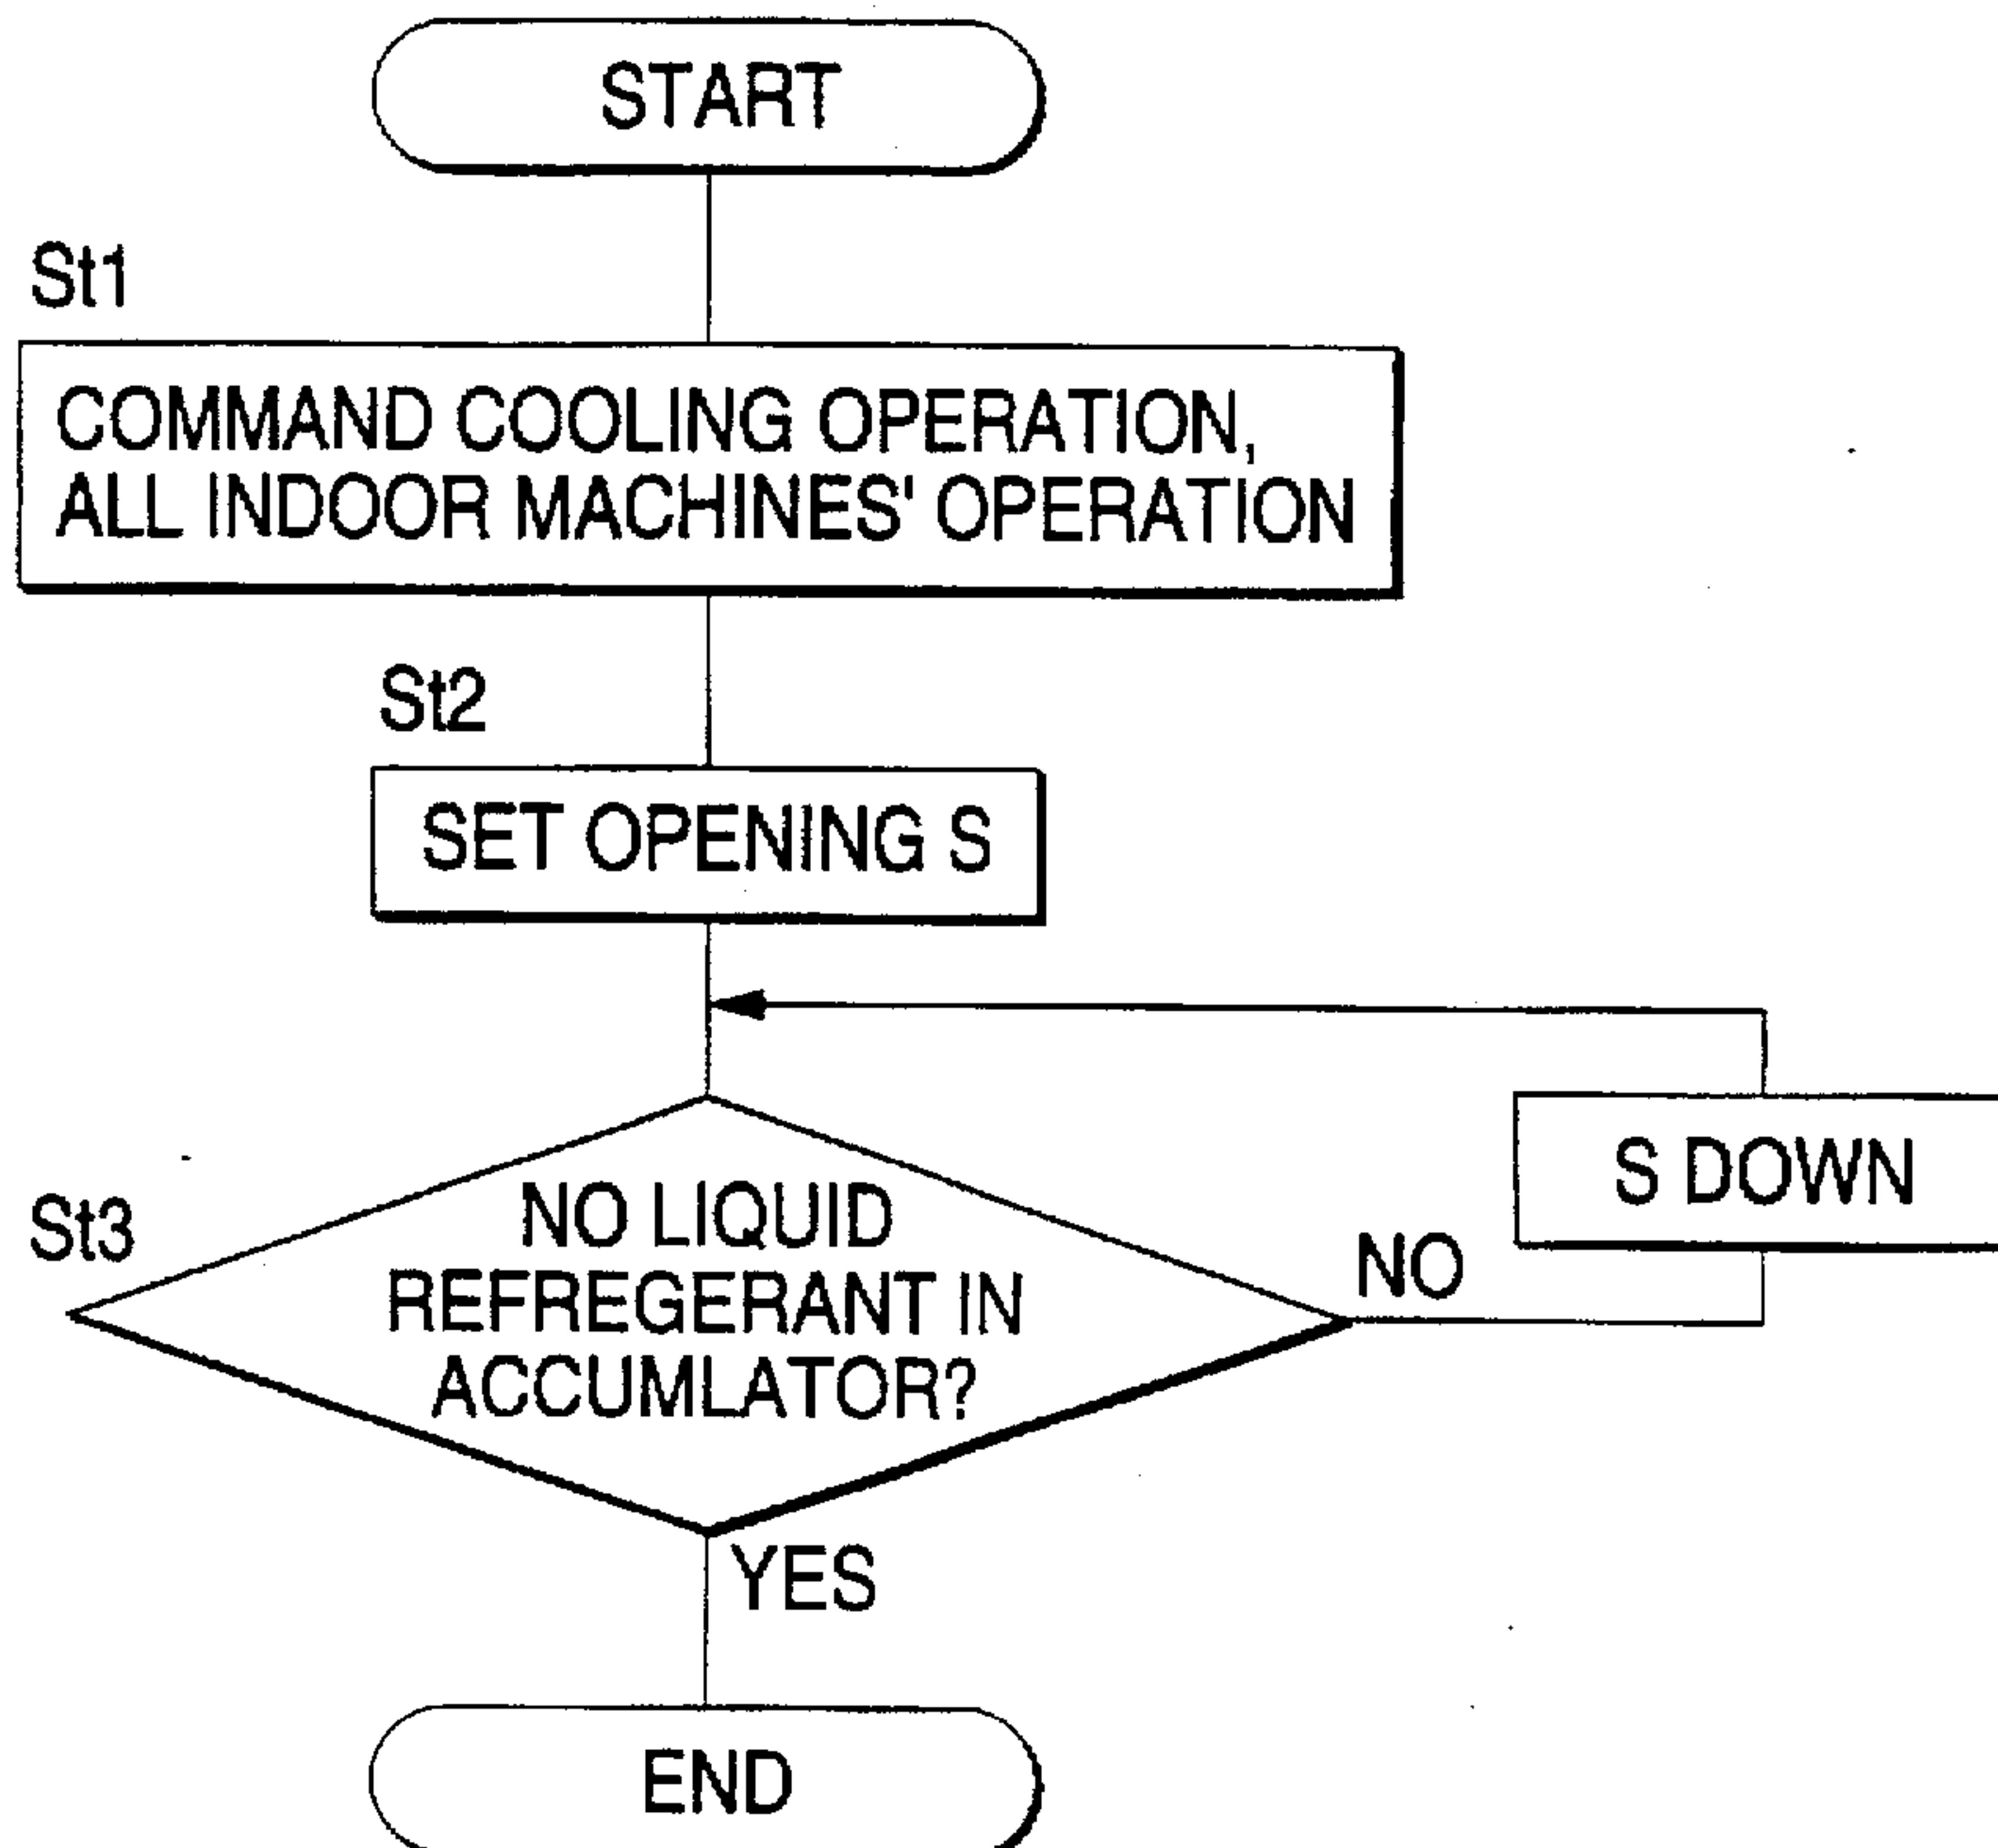 START
St1
COMMAND COOLING OPERATION,
ALL INDOOR MACHINES' OPERATION
St2
SET OPENING S
S DOWN
St3
NO LIQUID
REFREGERANT IN
ACCUMLATOR?
NO
YES
END